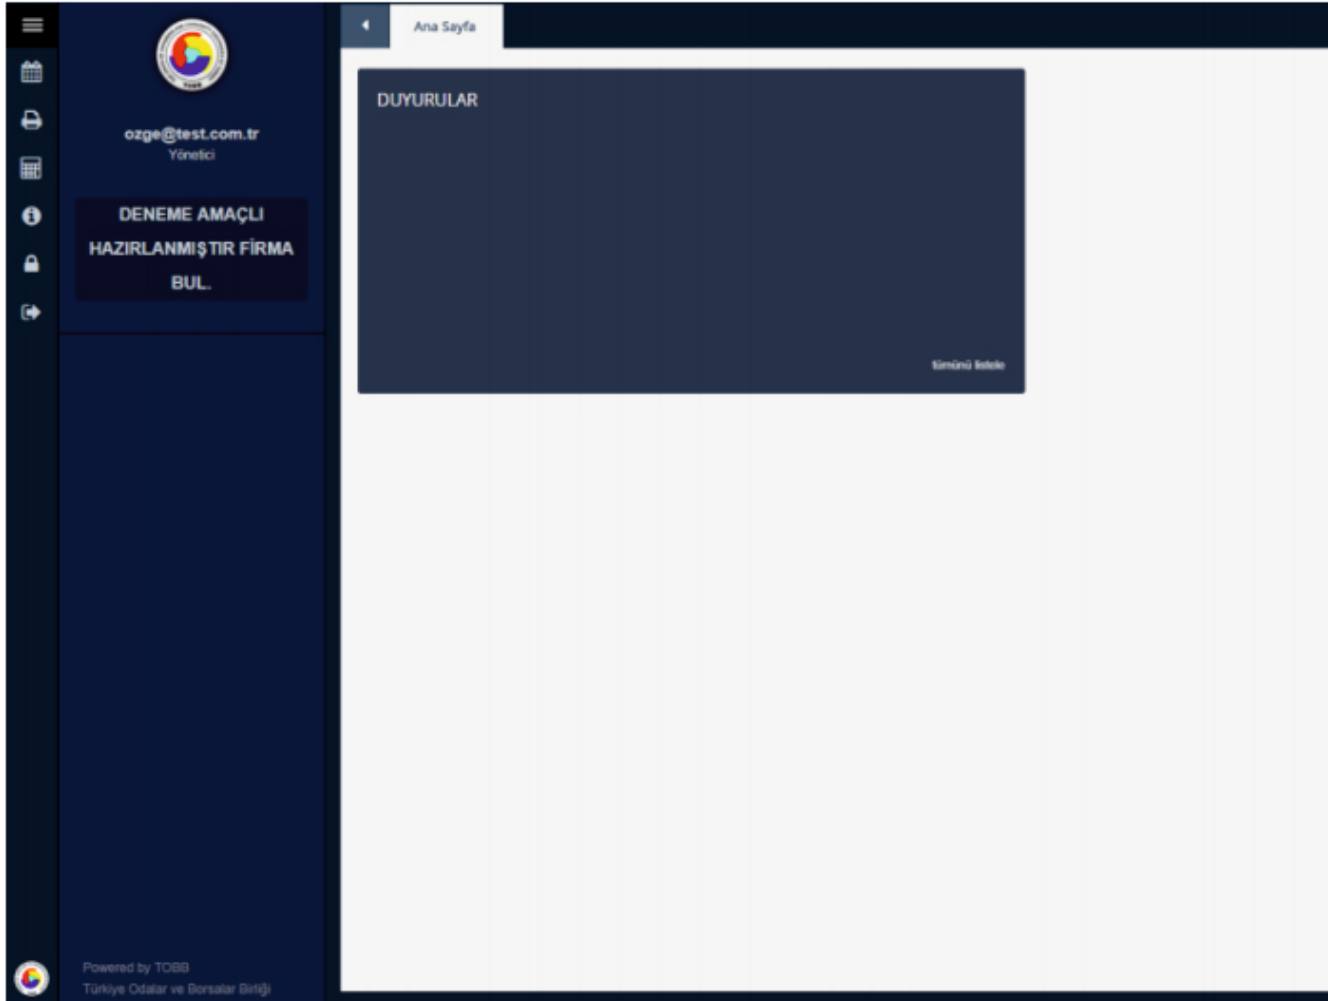 Ana Sayfa
TOBB
ozge@test.com.tr
Yönetici
DENEME AMAÇLI
HAZIRLANMIŞTIR FİRMA
BUL.
DUYURULAR
tümünü listele
Powered by TOBB
Türkiye Odalar ve Borsalar Birliği